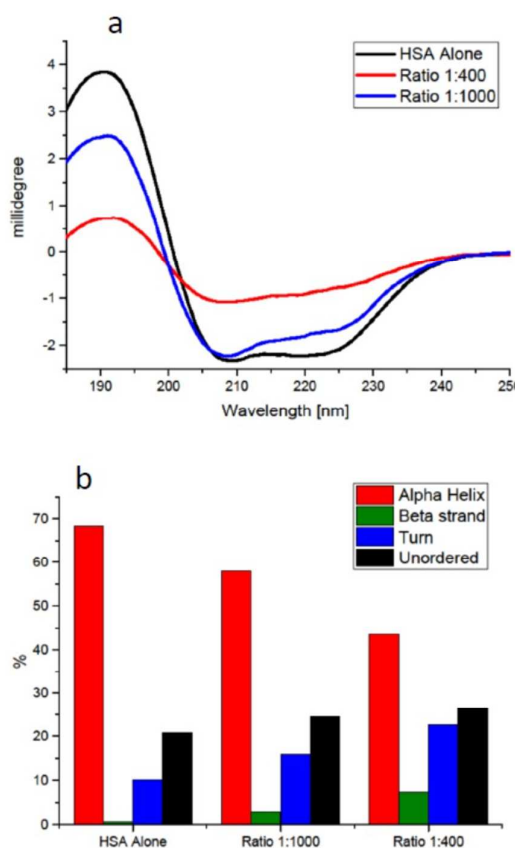 a
HSA Alone
Ratio 1:400
Ratio 1:1000
millidegree
4
3
2
1
0
-1
-2
190 200 210 220 230 240 250
Wavelength [nm]
b
Alpha Helix
Beta strand
Turn
Unordered
%
70
60
50
40
30
20
10
0
HSA Alone Ratio 1:1000 Ratio 1:400